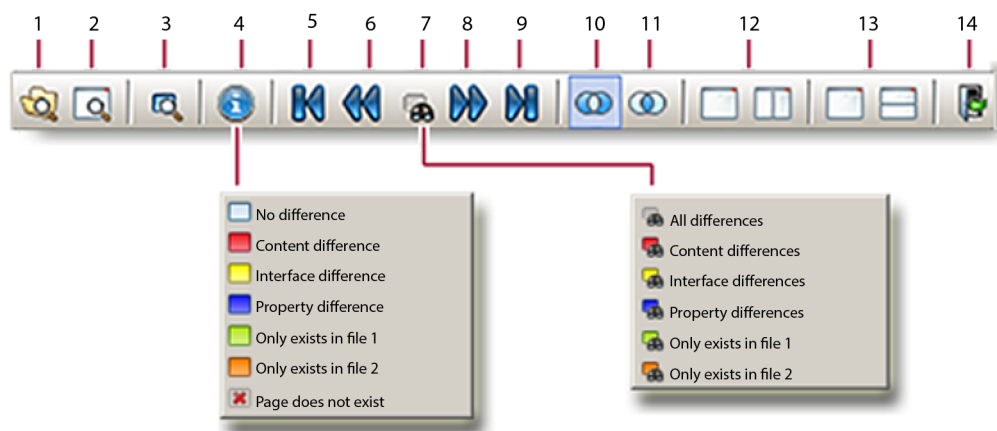 1 2 3 4 5 6 7 8 9 10 11 12 13 14
No difference
Content difference
Interface difference
Property difference
Only exists in file 1
Only exists in file 2
Page does not exist
All differences
Content differences
Interface differences
Property differences
Only exists in file 1
Only exists in file 2